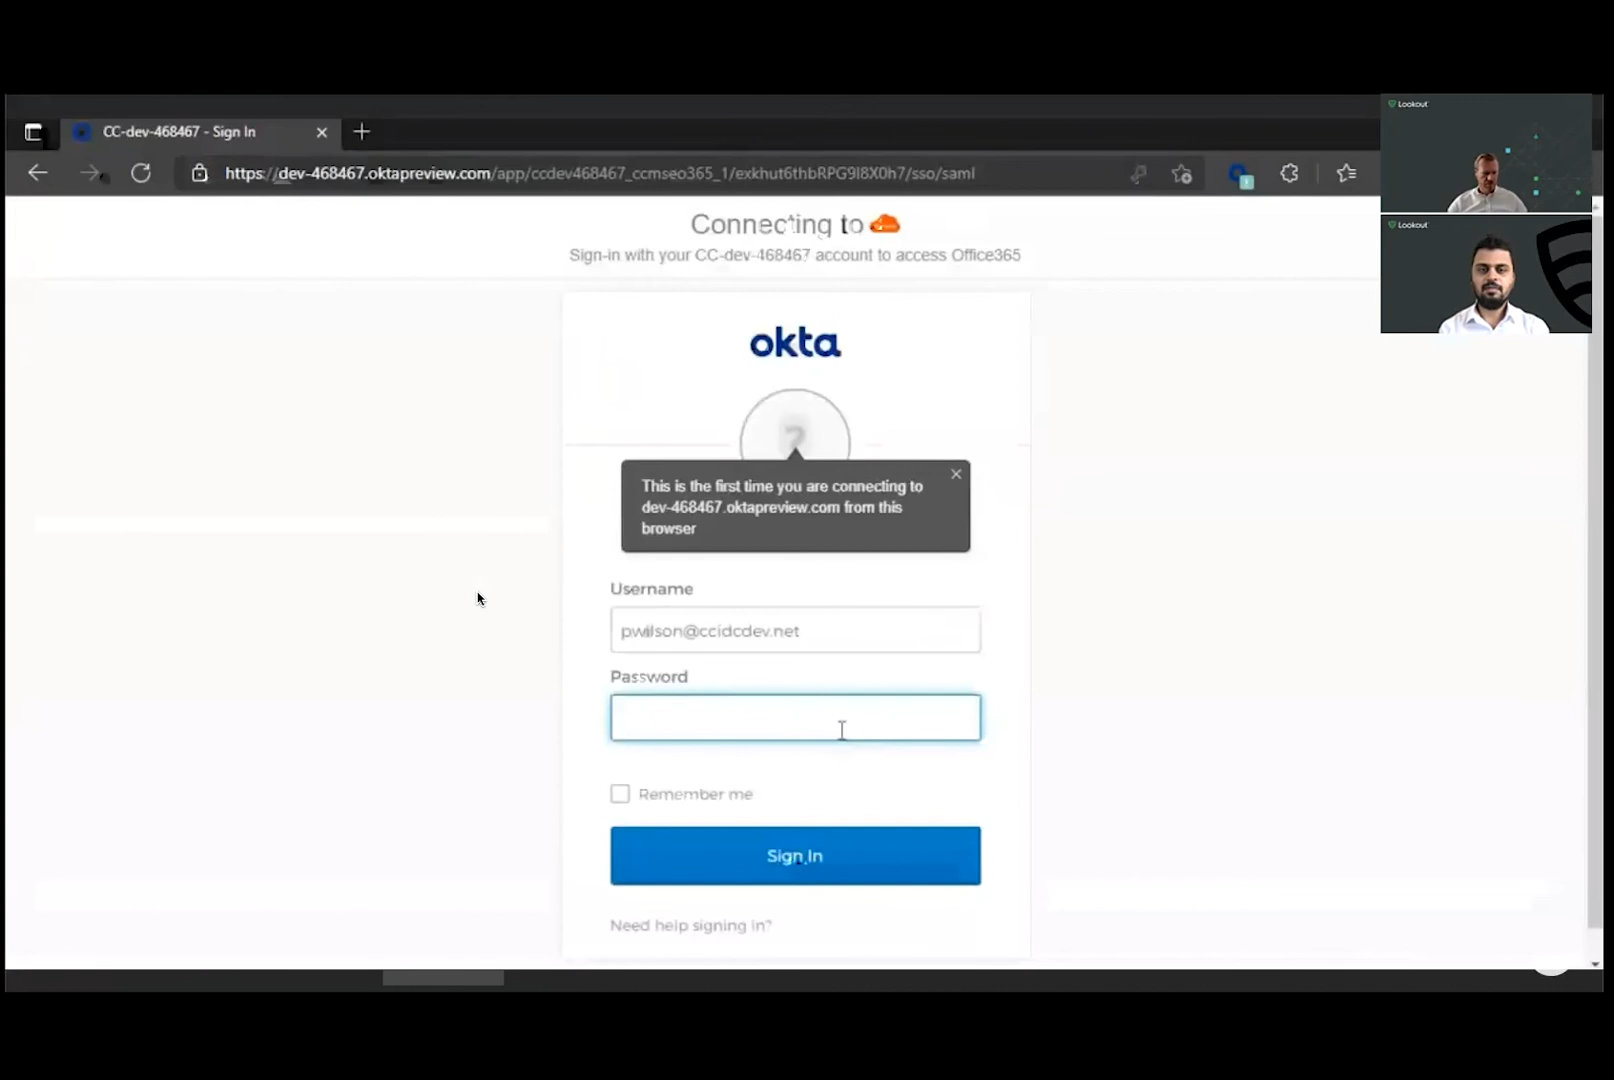 CC-dev-468467 - Sign In
https://dev-468467.oktapreview.com/app/ccdev468467_ccmseo365_1/exkhut6thbRPG9I8X0h7/sso/saml
Lookout
Lookout
Connecting to
Sign-in with your CC-dev-468467 account to access Office365
okta
?
This is the first time you are connecting to
dev-468467.oktapreview.com from this
browser
Username
pwilson@ccidcdev.net
Password
Remember me
Sign In
Need help signing in?